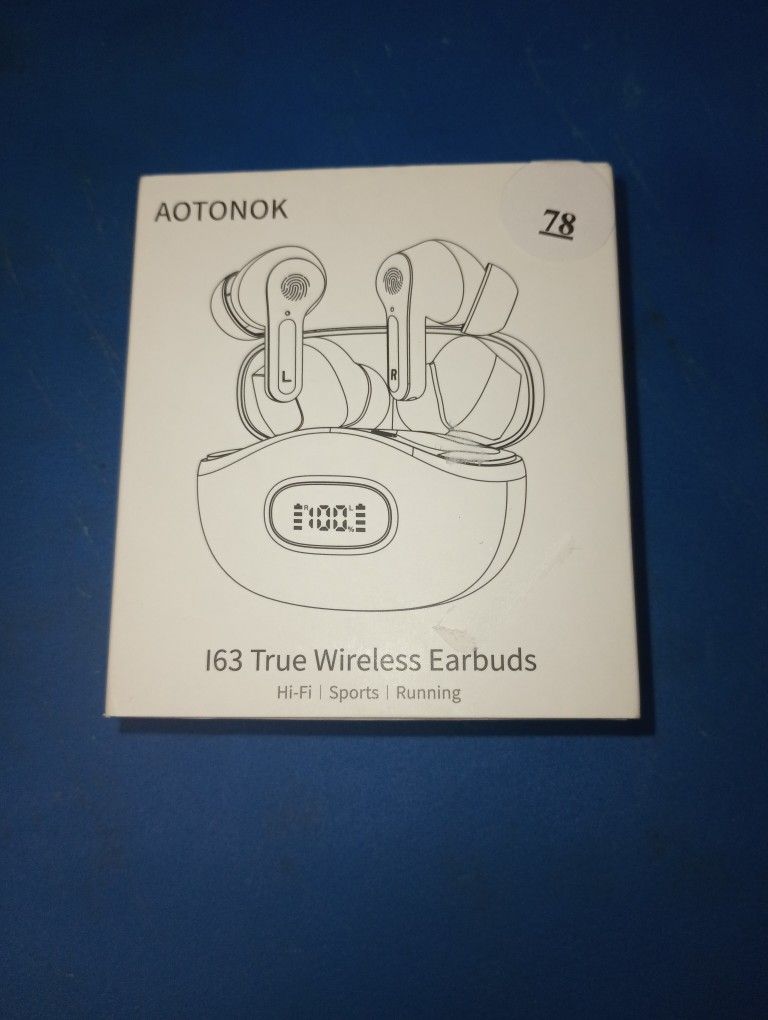 AOTONOK
78
L
R
R L
100%
I63 True Wireless Earbuds
Hi-Fi | Sports | Running